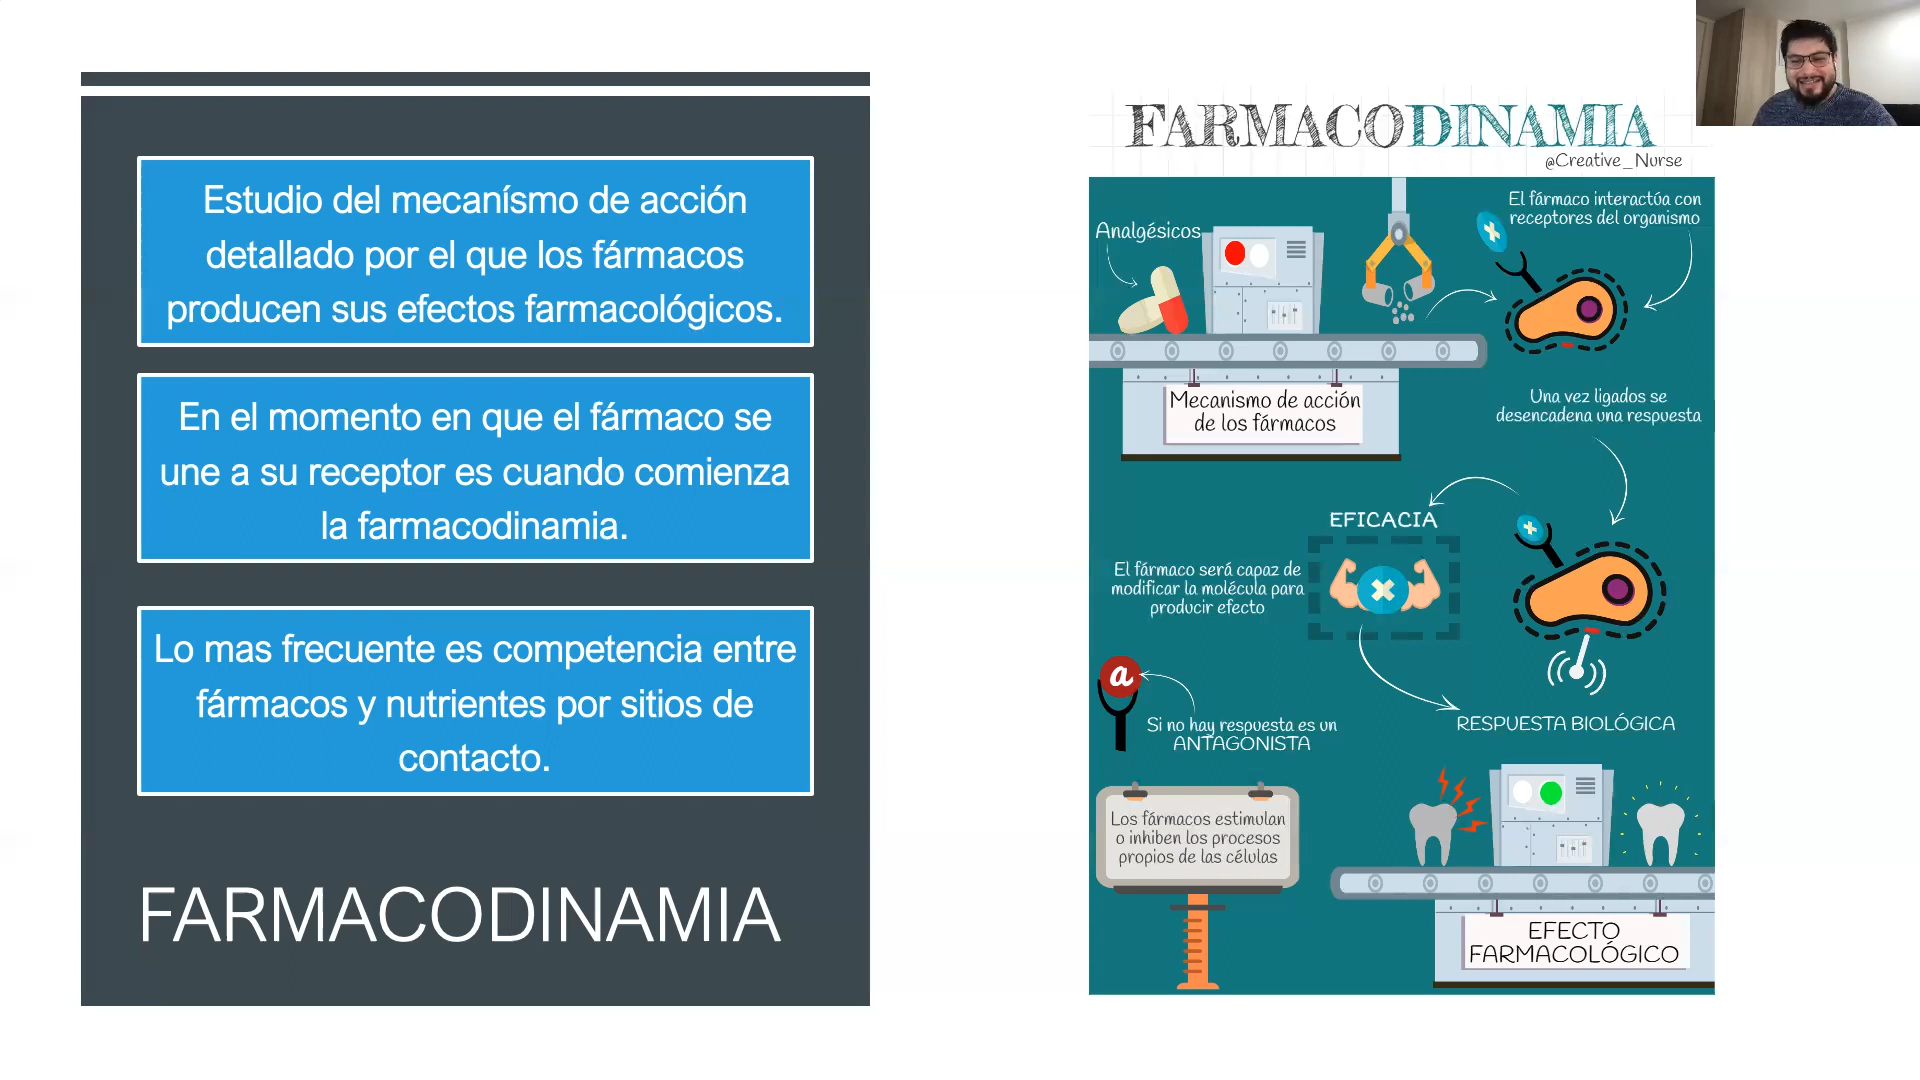 Estudio del mecanísmo de acción
detallado por el que los fármacos
producen sus efectos farmacológicos.
En el momento en que el fármaco se
une a su receptor es cuando comienza
la farmacodinamia.
Lo mas frecuente es competencia entre
fármacos y nutrientes por sitios de
contacto.
FARMACODINAMIA
FARMACODINAMIA
@Creative_Nurse
Analgésicos
El fármaco interactúa con
receptores del organismo
Mecanismo de acción
de los fármacos
Una vez ligados se
desencadena una respuesta
EFICACIA
El fármaco será capaz de
modificar la molécula para
producir efecto
a
Si no hay respuesta es un
ANTAGONISTA
RESPUESTA BIOLÓGICA
Los fármacos estimulan
o inhiben los procesos
propios de las células
EFECTO
FARMACOLÓGICO